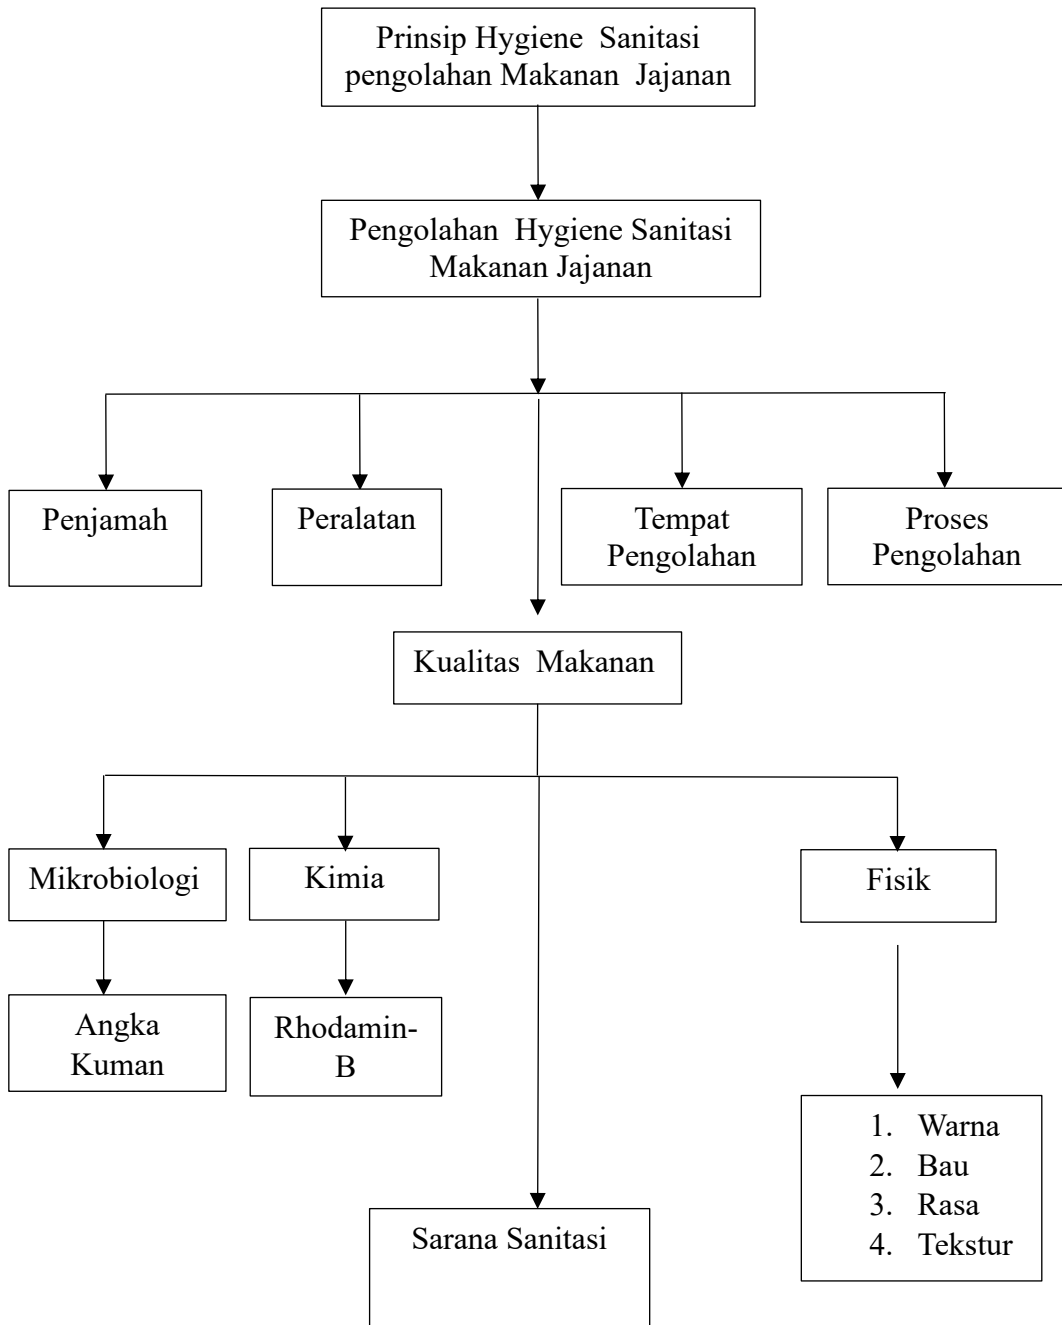 Prinsip Hygiene Sanitasi
pengolahan Makanan Jajanan
Pengolahan Hygiene Sanitasi
Makanan Jajanan
Penjamah
Peralatan
Tempat
Pengolahan
Proses
Pengolahan
Kualitas Makanan
Mikrobiologi
Kimia
Fisik
Angka
Kuman
Rhodamin-
B
1. Warna
2. Bau
3. Rasa
4. Tekstur
Sarana Sanitasi